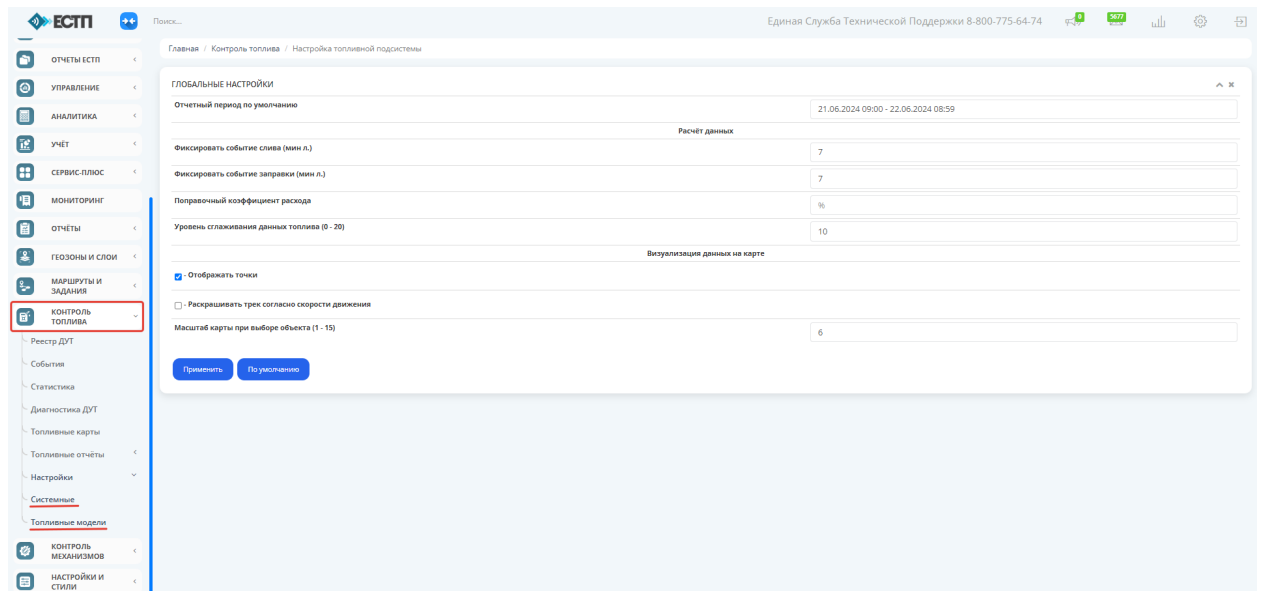 ЕСТП
Поиск...
Единая Служба Технической Поддержки 8-800-775-64-74
0
5677
ОТЧЕТЫ ЕСТП
УПРАВЛЕНИЕ
АНАЛИТИКА
УЧЁТ
СЕРВИС-ПЛЮС
МОНИТОРИНГ
ОТЧЁТЫ
ГЕОЗОНЫ И СЛОИ
МАРШРУТЫ И
ЗАДАНИЯ
КОНТРОЛЬ
ТОПЛИВА
Реестр ДУТ
События
Статистика
Диагностика ДУТ
Топливные карты
Топливные отчёты
Настройки
Системные
Топливные модели
КОНТРОЛЬ
МЕХАНИЗМОВ
НАСТРОЙКИ И
СТИЛИ
Главная / Контроль топлива / Настройка топливной подсистемы
ГЛОБАЛЬНЫЕ НАСТРОЙКИ
Отчетный период по умолчанию
21.06.2024 09:00 - 22.06.2024 08:59
Расчёт данных
Фиксировать событие слива (мин л.)
7
Фиксировать событие заправки (мин л.)
7
Поправочный коэффициент расхода
%
Уровень сглаживания данных топлива (0 - 20)
10
Визуализация данных на карте
- Отображать точки
- Раскрашивать трек согласно скорости движения
Масштаб карты при выборе объекта (1 - 15)
6
Применить
По умолчанию